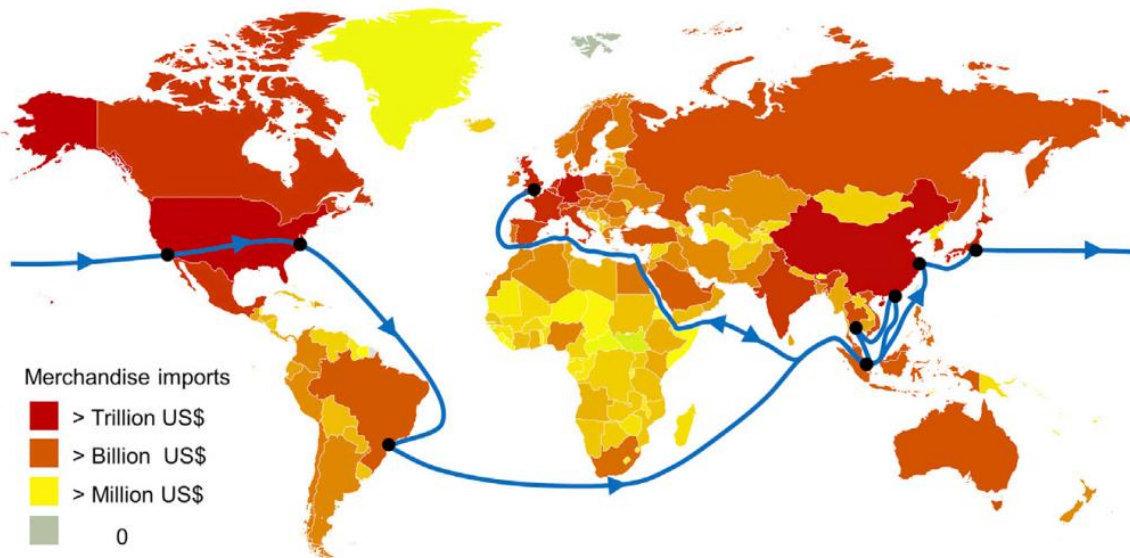 Merchandise imports
> Trillion US$
> Billion US$
> Million US$
0